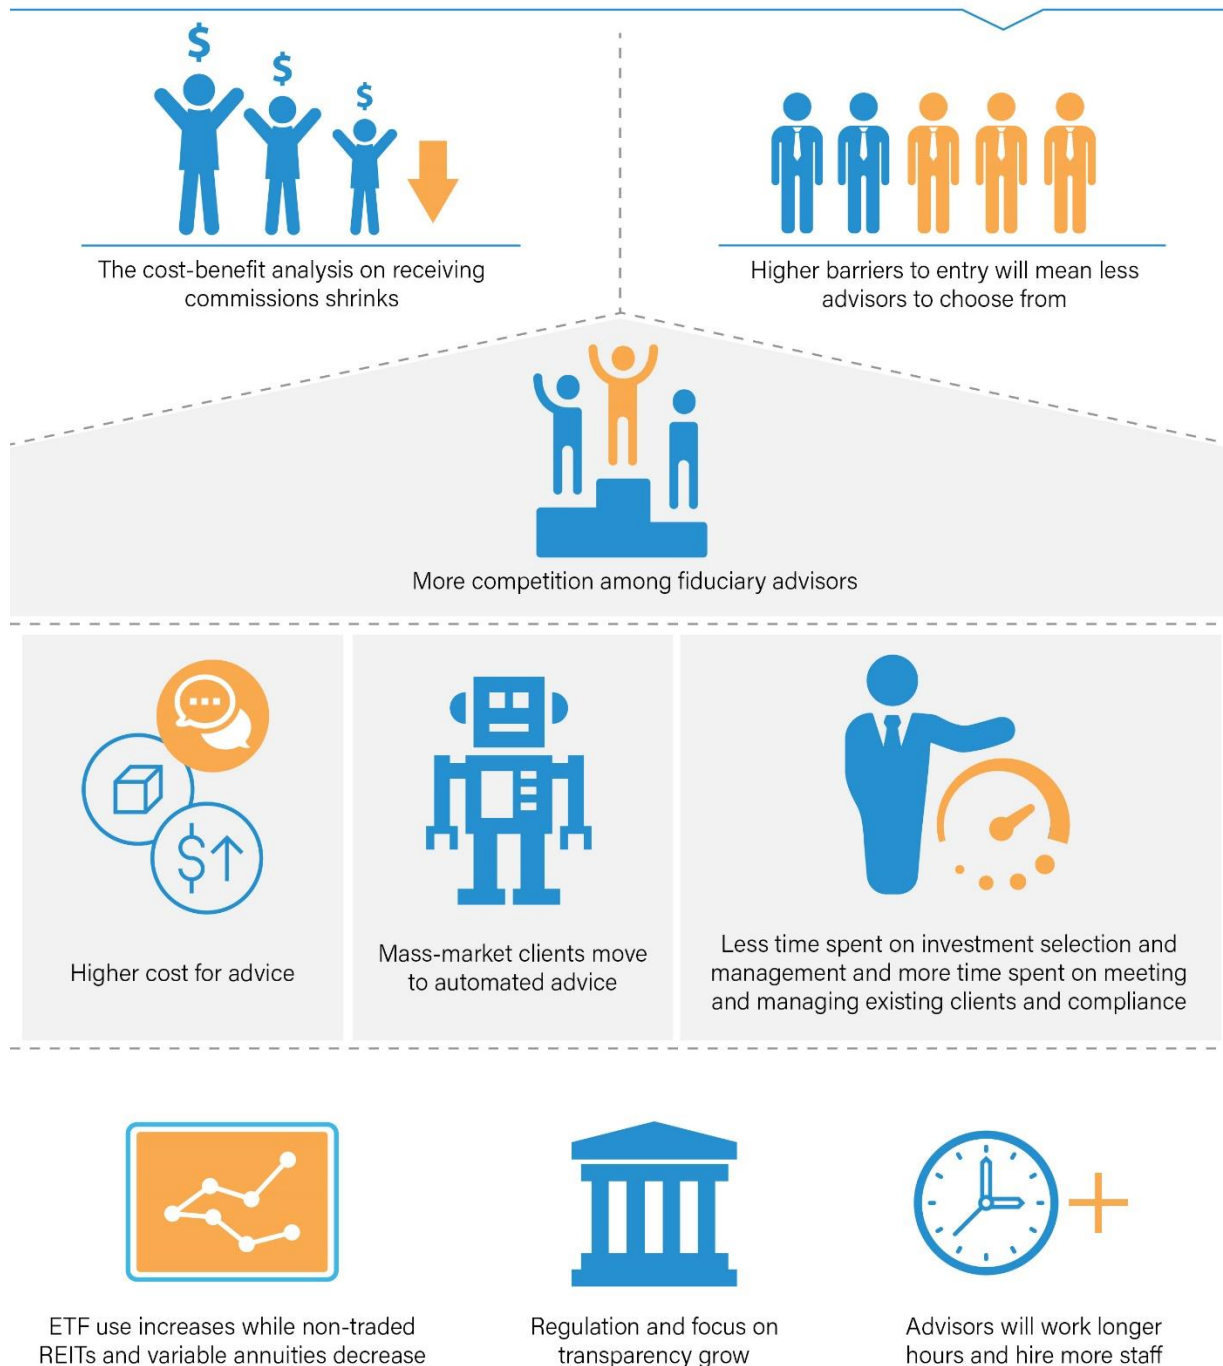 $
$
$
The cost-benefit analysis on receiving
commissions shrinks
Higher barriers to entry will mean less
advisors to choose from
More competition among fiduciary advisors
$
Higher cost for advice
Mass-market clients move
to automated advice
Less time spent on investment selection and
management and more time spent on meeting
and managing existing clients and compliance
ETF use increases while non-traded
REITs and variable annuities decrease
Regulation and focus on
transparency grow
Advisors will work longer
hours and hire more staff